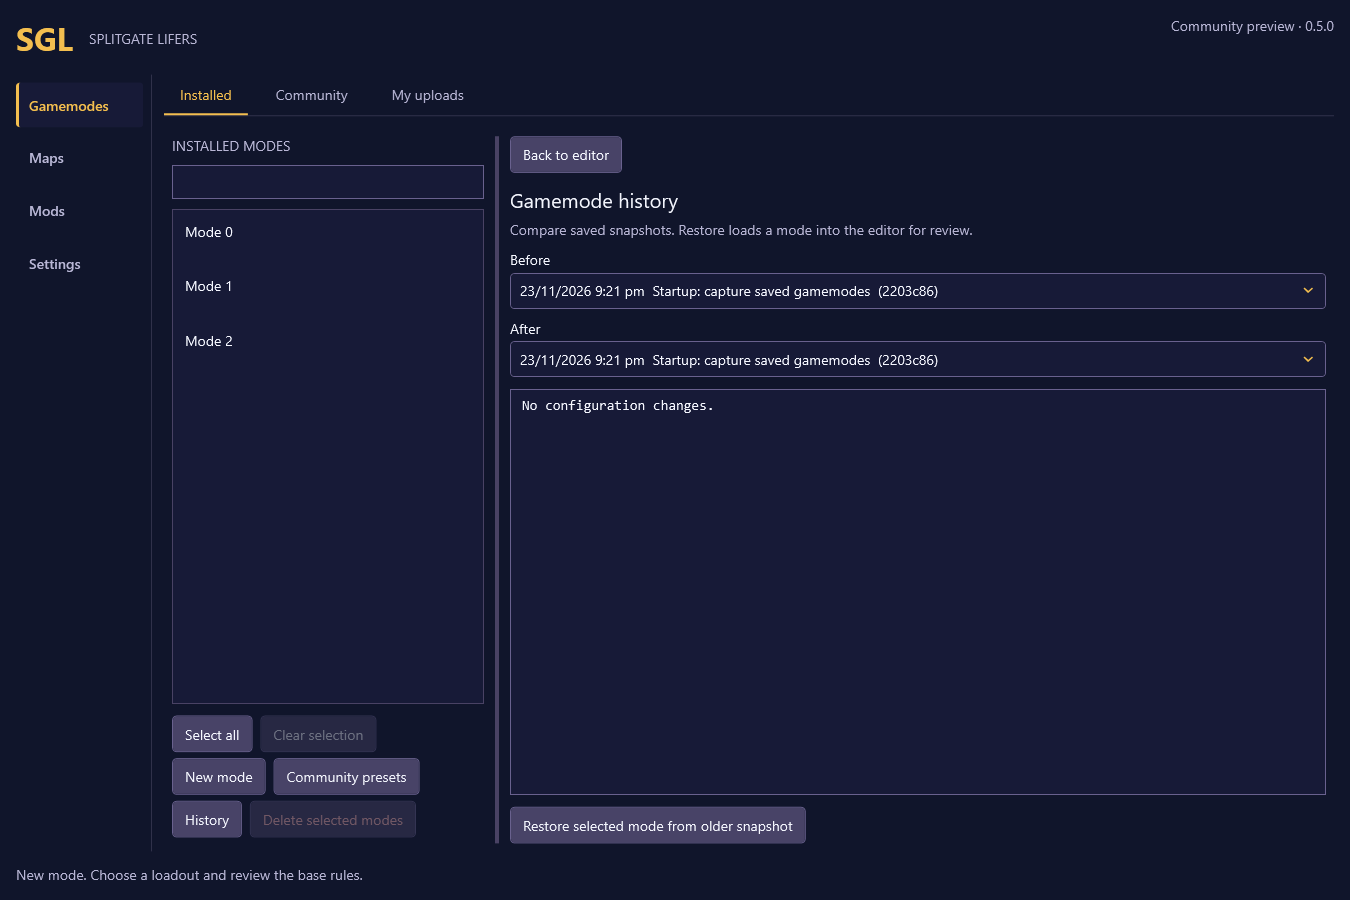 SGL SPLITGATE LIFERS
Community preview · 0.5.0
Gamemodes
Maps
Mods
Settings
Installed Community My uploads
INSTALLED MODES
Mode 0
Mode 1
Mode 2
Select all Clear selection
New mode Community presets
History Delete selected modes
Back to editor
Gamemode history
Compare saved snapshots. Restore loads a mode into the editor for review.
Before
23/11/2026 9:21 pm Startup: capture saved gamemodes (2203c86)
After
23/11/2026 9:21 pm Startup: capture saved gamemodes (2203c86)
No configuration changes.
Restore selected mode from older snapshot
New mode. Choose a loadout and review the base rules.